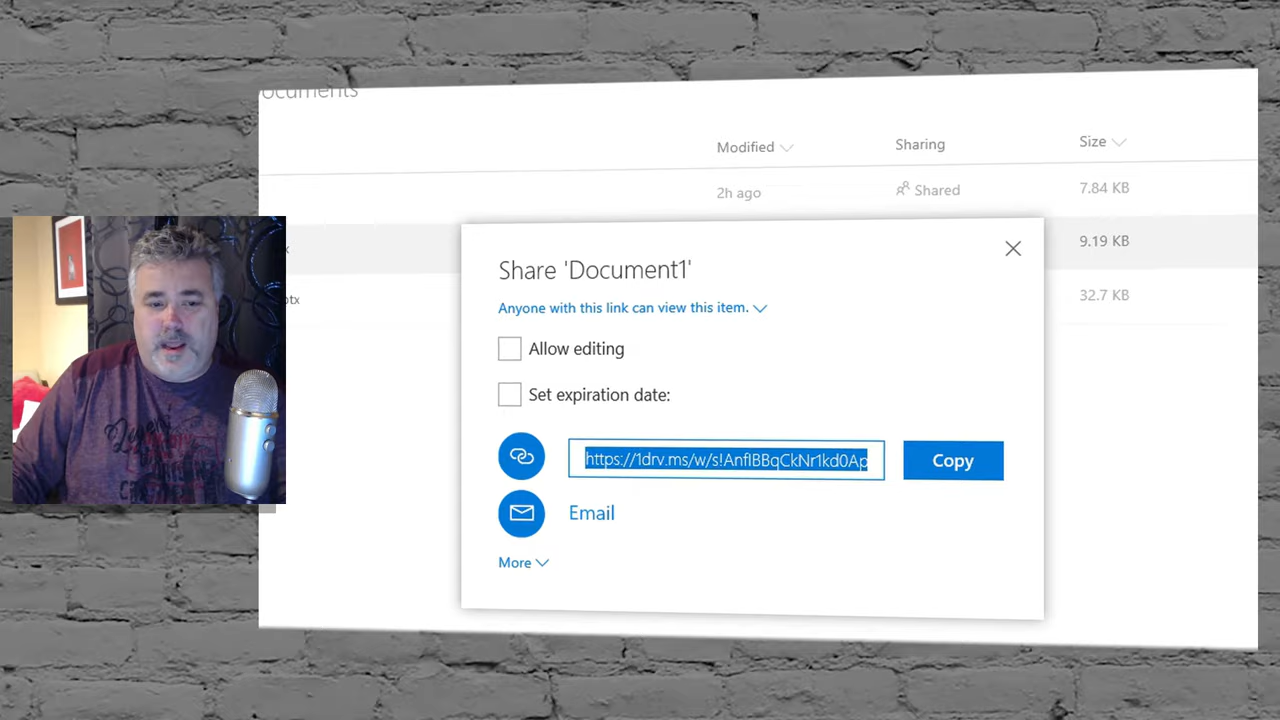 ocuments
Modified Sharing Size
2h ago Shared 7.84 KB
x 9.19 KB
otx 32.7 KB
Share 'Document1'
Anyone with this link can view this item.
Allow editing
Set expiration date:
https://1drv.ms/w/s!AnflBBqCkNr1kd0Ap Copy
Email
More